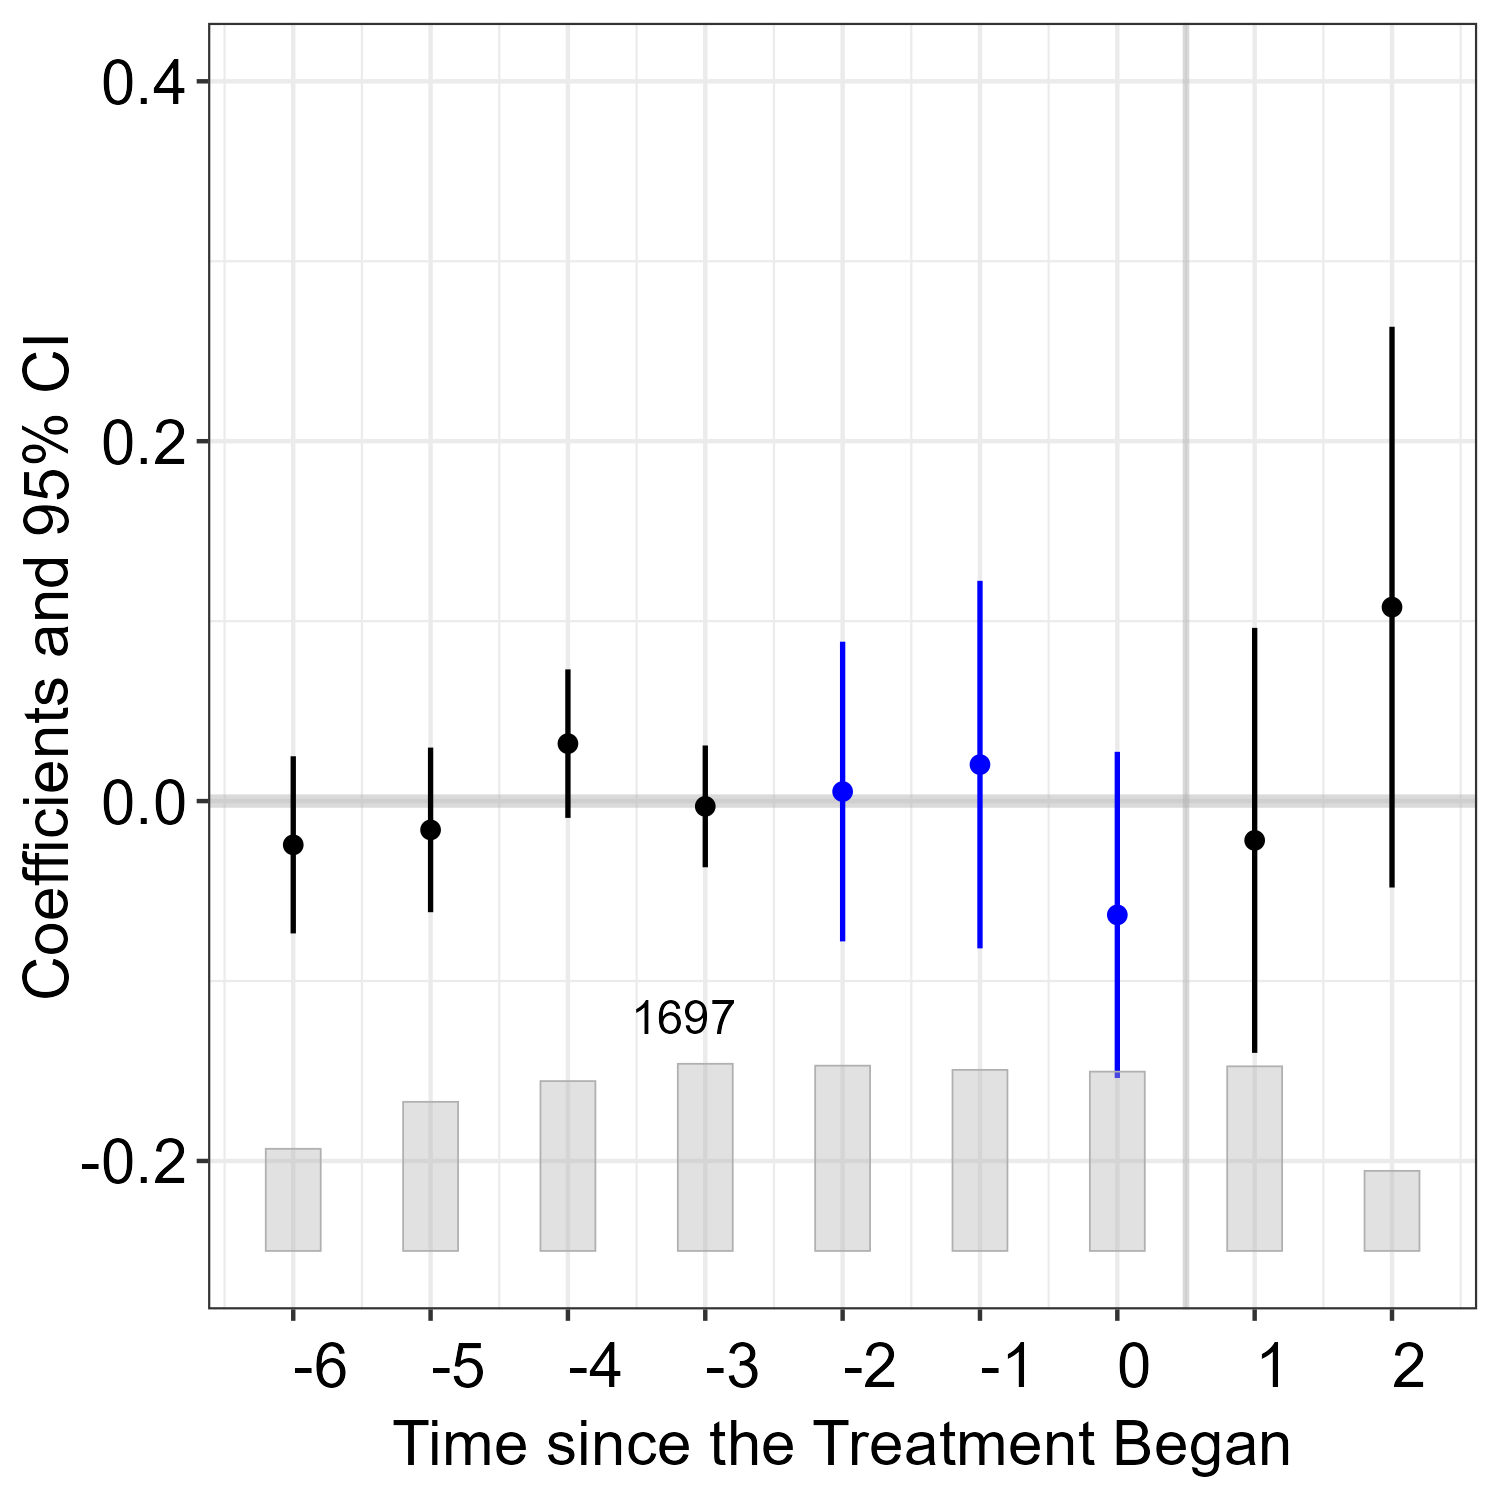 Coefficients and 95% CI
0.4
0.2
0.0
-0.2
1697
-6 -5 -4 -3 -2 -1 0 1 2
Time since the Treatment Began